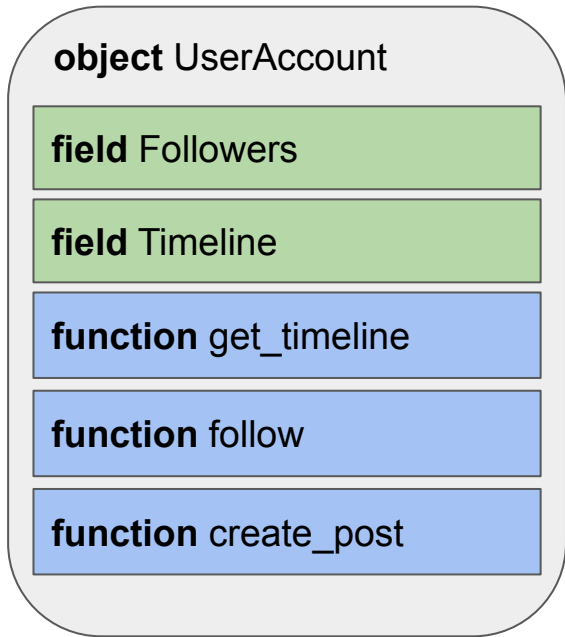 object UserAccount
field Followers
field Timeline
function get_timeline
function follow
function create_post